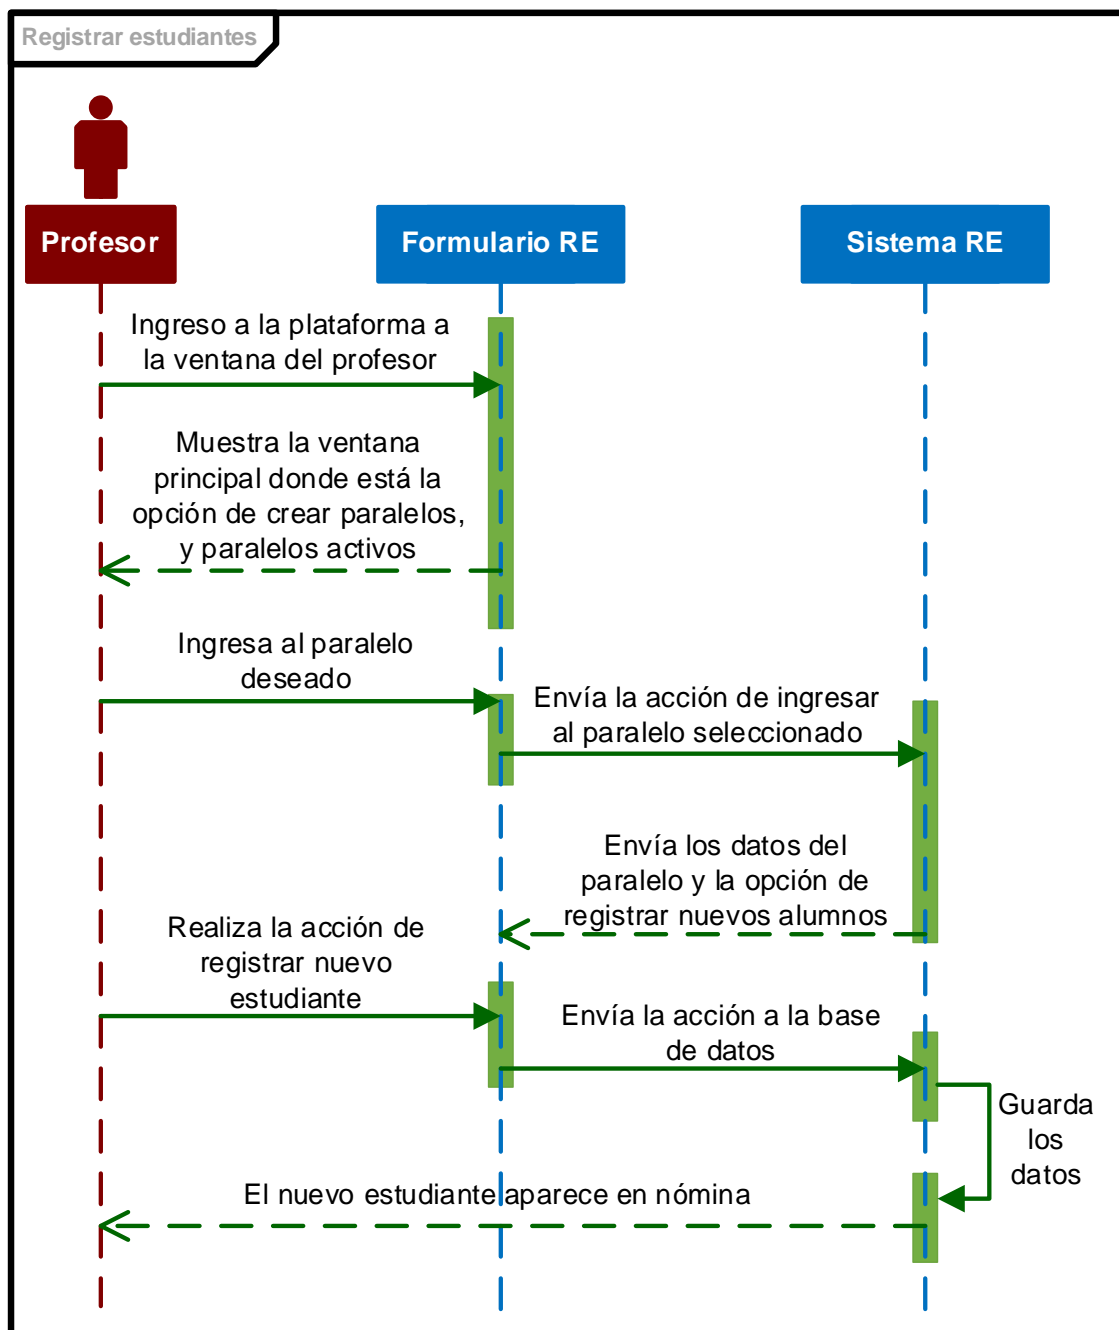 Registrar estudiantes
Profesor
Formulario RE
Sistema RE
Ingreso a la plataforma a
la ventana del profesor
Muestra la ventana
principal donde está la
opción de crear paralelos,
y paralelos activos
Ingresa al paralelo
deseado
Envía la acción de ingresar
al paralelo seleccionado
Envía los datos del
paralelo y la opción de
registrar nuevos alumnos
Realiza la acción de
registrar nuevo
estudiante
Envía la acción a la base
de datos
Guarda
los
datos
El nuevo estudiante aparece en nómina